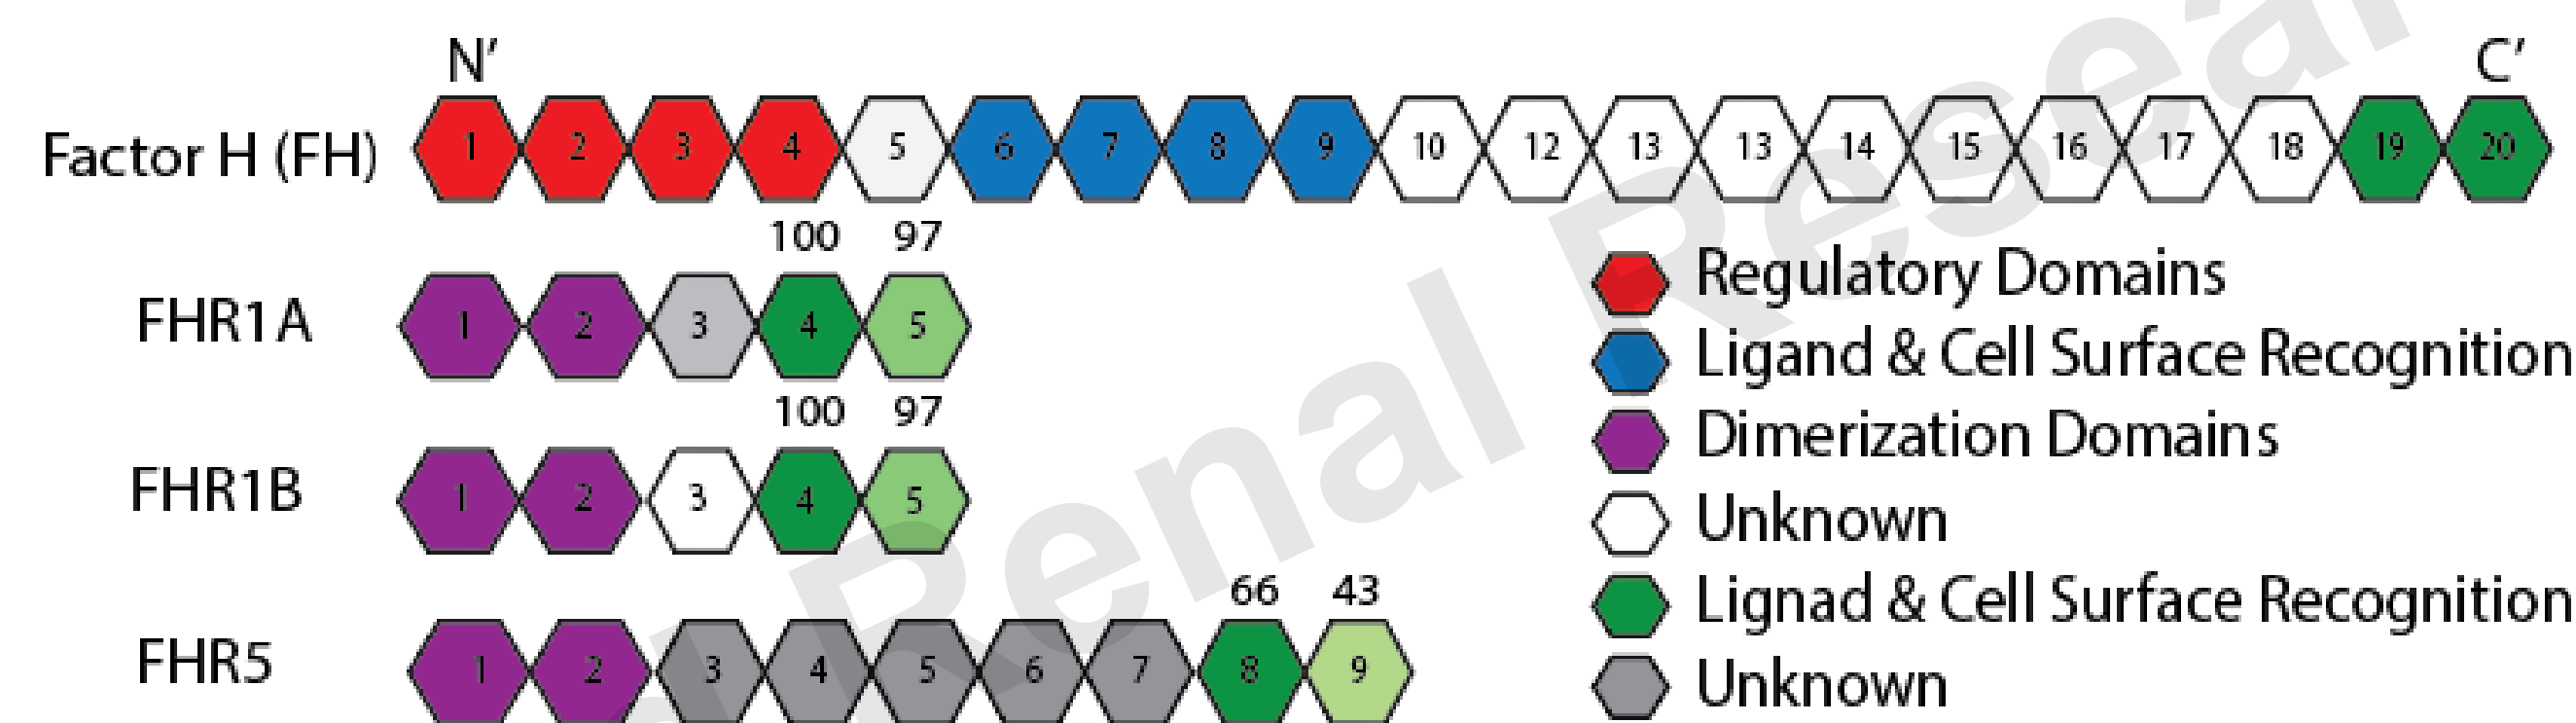 N' C'
Factor H (FH) 1 2 3 4 5 6 7 8 9 10 12 13 13 14 15 16 17 18 19 20
100 97
FHR1A 1 2 3 4 5
100 97
FHR1B 1 2 3 4 5
66 43
FHR5 1 2 3 4 5 6 7 8 9
Regulatory Domains
Ligand & Cell Surface Recognition
Dimerization Domains
Unknown
Lignad & Cell Surface Recognition
Unknown
Renal Resear